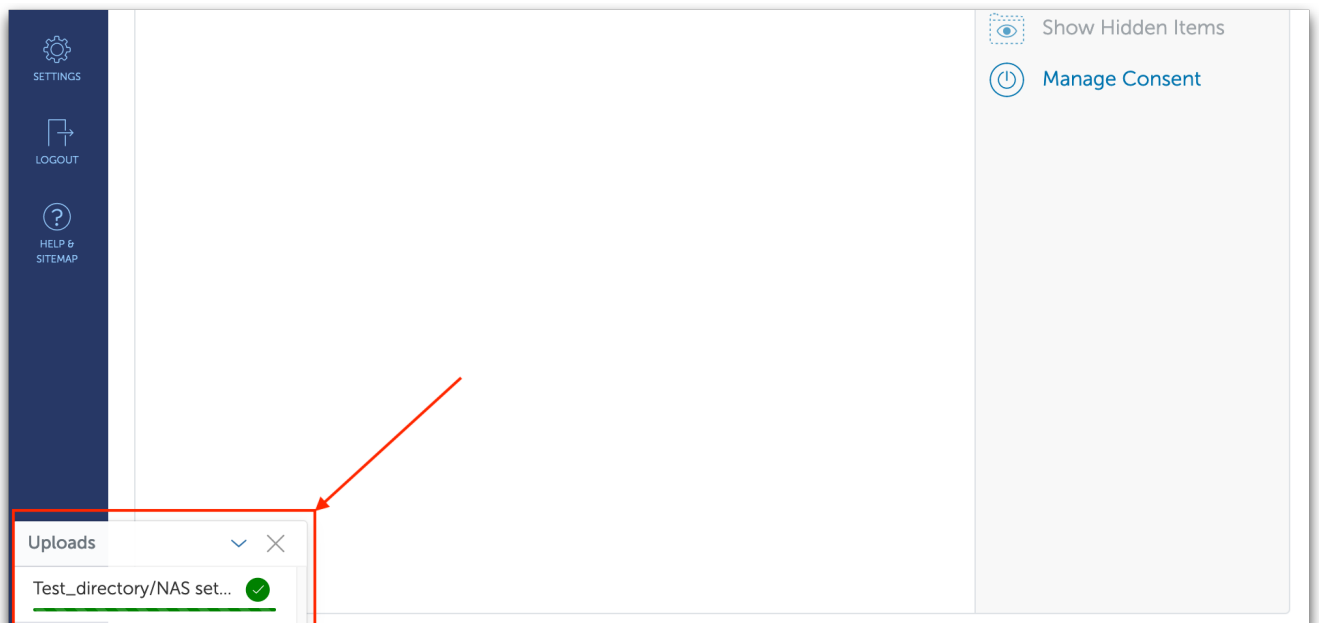 SETTINGS
LOGOUT
HELP &
SITEMAP
Show Hidden Items
Manage Consent
Uploads
Test_directory/NAS set...